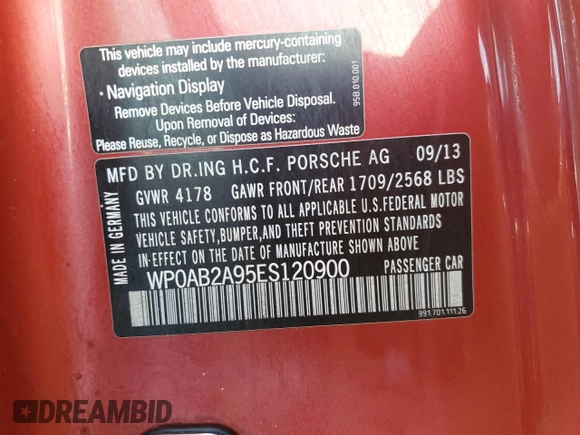 This vehicle may include mercury-containing
devices installed by the manufacturer:
• Navigation Display
Remove Devices Before Vehicle Disposal.
Upon Removal of Devices:
Please Reuse, Recycle, or Dispose as Hazardous Waste
95B.010.001
MFD BY DR.ING H.C.F. PORSCHE AG 09/13
GVWR 4178 GAWR FRONT/REAR 1709/2568 LBS
THIS VEHICLE CONFORMS TO ALL APPLICABLE U.S.FEDERAL MOTOR
VEHICLE SAFETY,BUMPER,AND THEFT PREVENTION STANDARDS
IN EFFECT ON THE DATE OF MANUFACTURE SHOWN ABOVE.
WP0AB2A95ES120900 PASSENGER CAR
MADE IN GERMANY
991.701.111.26
DREAMBID